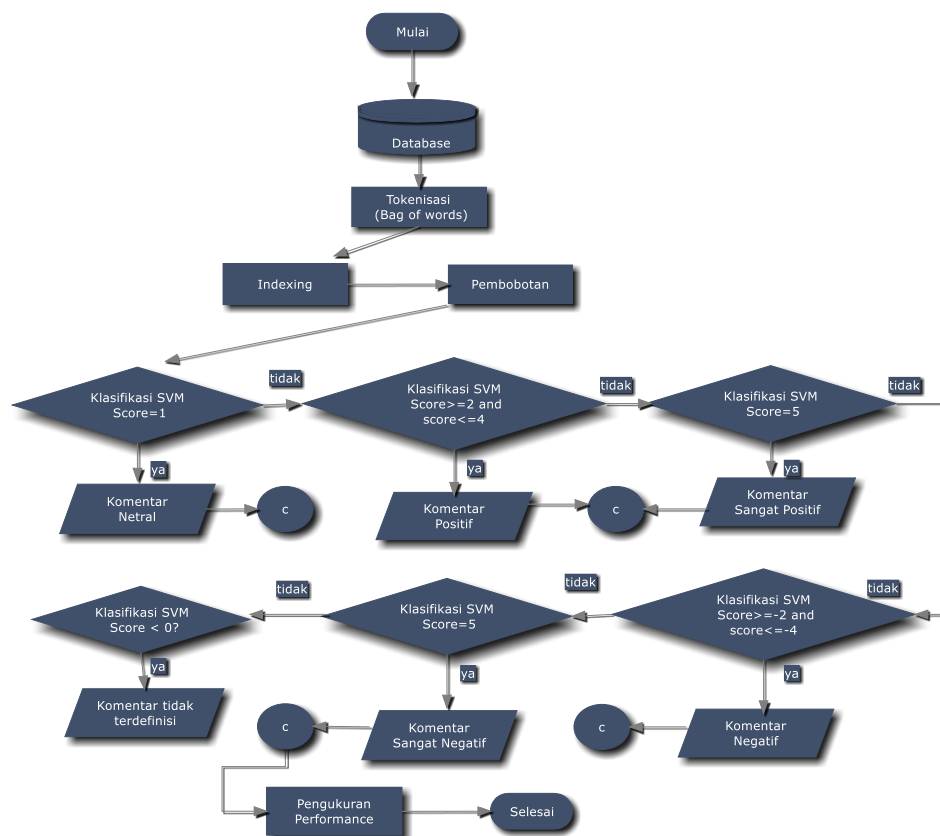 Mulai
Database
Tokenisasi
(Bag of words)
Indexing
Pembobotan
Klasifikasi SVM
Score=1
tidak
Klasifikasi SVM
Score>=2 and
score<=4
tidak
Klasifikasi SVM
Score=5
tidak
ya
Komentar
Netral
c
ya
Komentar
Positif
c
ya
Komentar
Sangat Positif
tidak
Klasifikasi SVM
Score>=-2 and
score<=-4
tidak
Klasifikasi SVM
Score=5
tidak
Klasifikasi SVM
Score < 0?
ya
Komentar
Negatif
c
ya
Komentar
Sangat Negatif
c
ya
Komentar tidak
terdefinisi
Pengukuran
Performance
Selesai